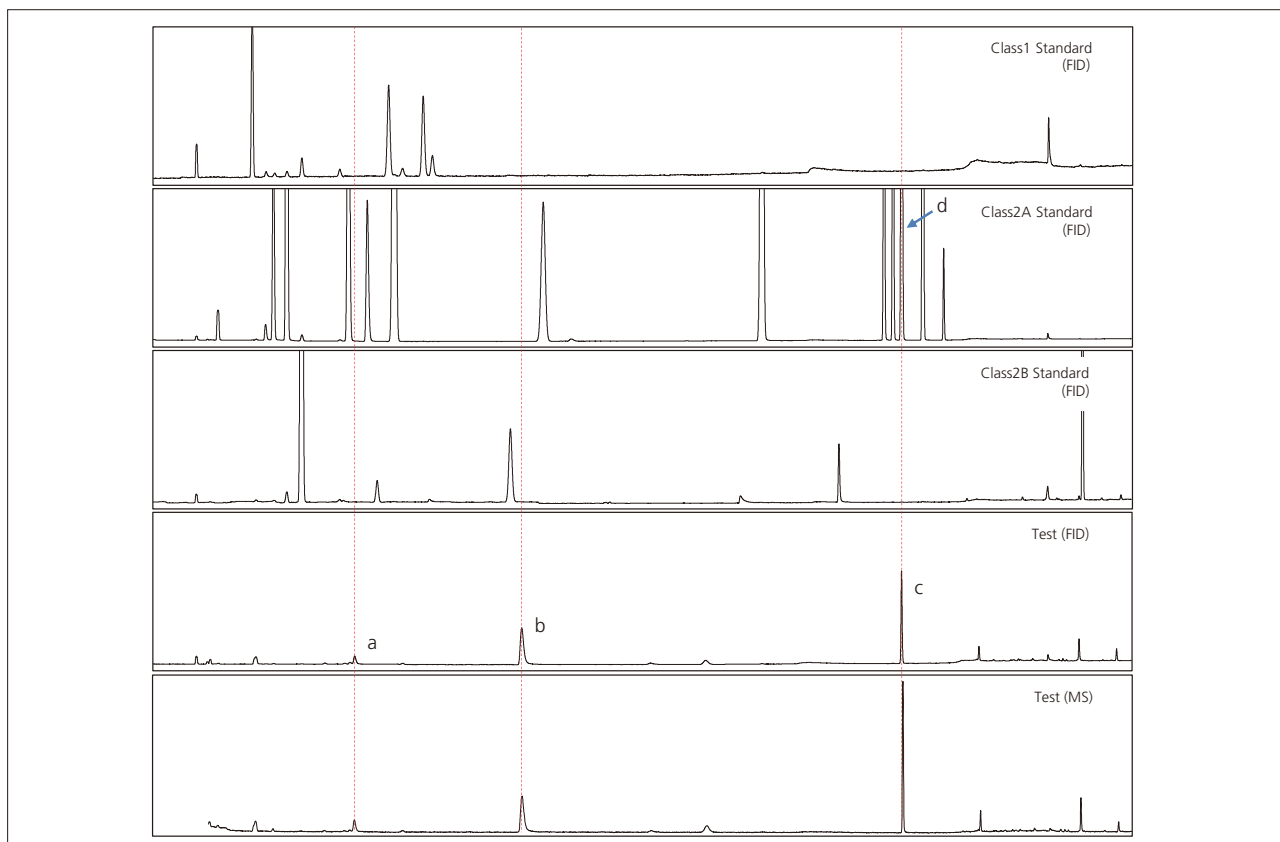 Class1 Standard
(FID)
d
Class2A Standard
(FID)
Class2B Standard
(FID)
Test (FID)
c
b
a
Test (MS)